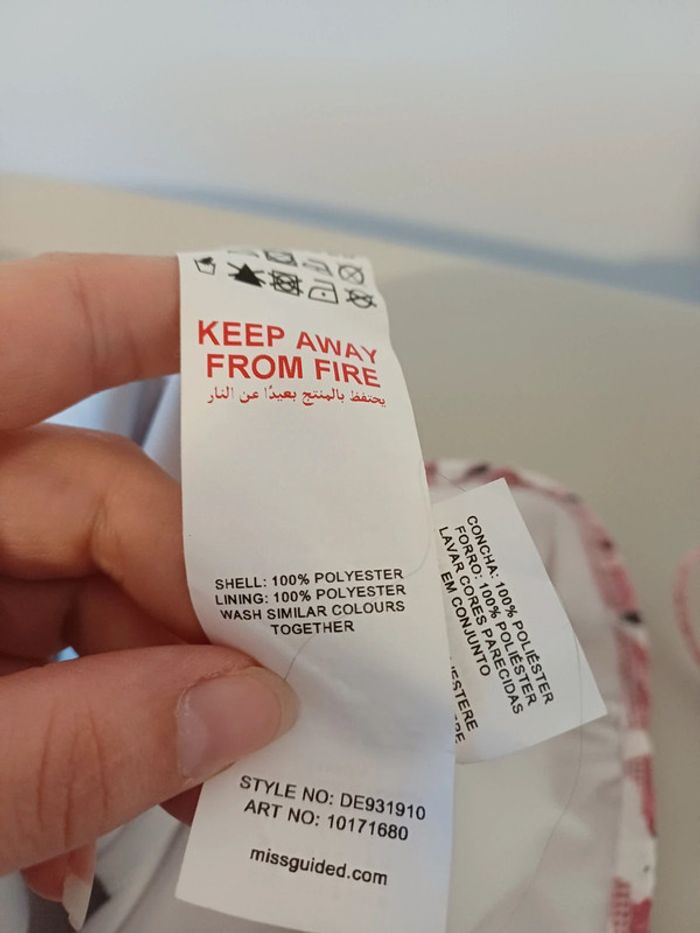 KEEP AWAY
FROM FIRE
يحتفظ بالمنتج بعيدًا عن النار
SHELL: 100% POLYESTER
LINING: 100% POLYESTER
WASH SIMILAR COLOURS
TOGETHER
STYLE NO: DE931910
ART NO: 10171680
missguided.com
CONCHA: 100% POLIÉSTER
FORRO: 100% POLIÉSTER
LAVAR CORES PARECIDAS
EM CONJUNTO